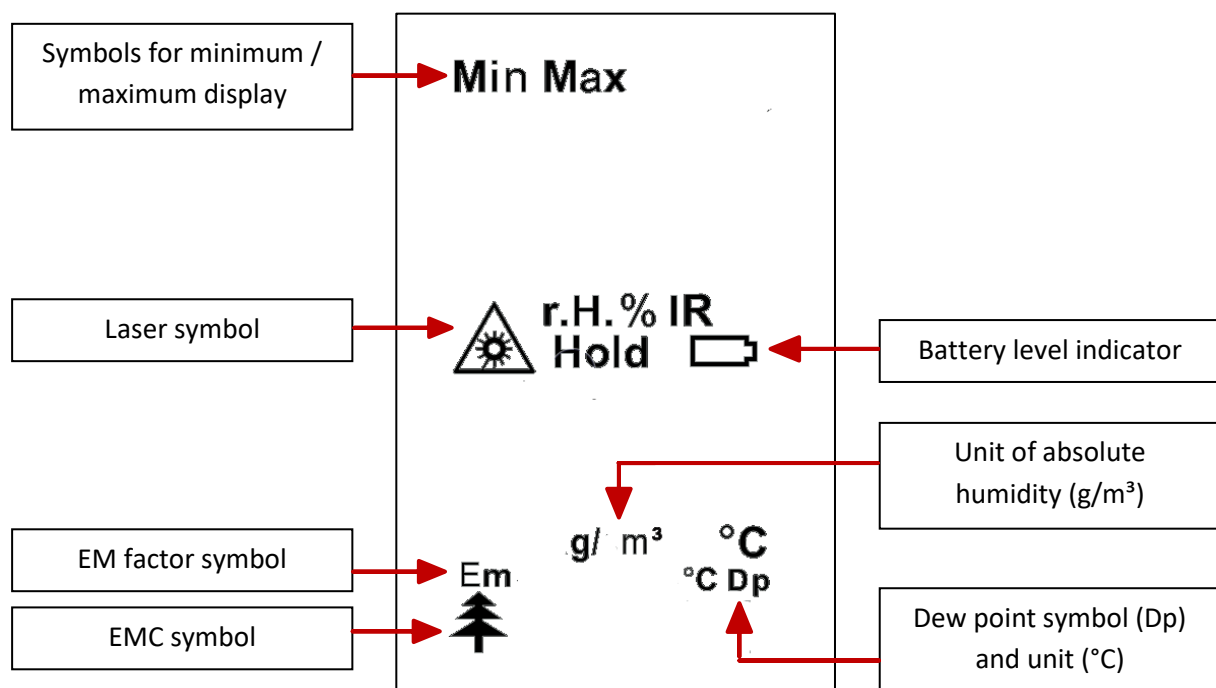 Symbols for minimum /
maximum display
Min Max
Laser symbol
r.H.% IR
Hold
Battery level indicator
Unit of absolute
humidity (g/m³)
g/ m³
°C
EM factor symbol
Em
°C Dp
EMC symbol
Dew point symbol (Dp)
and unit (°C)